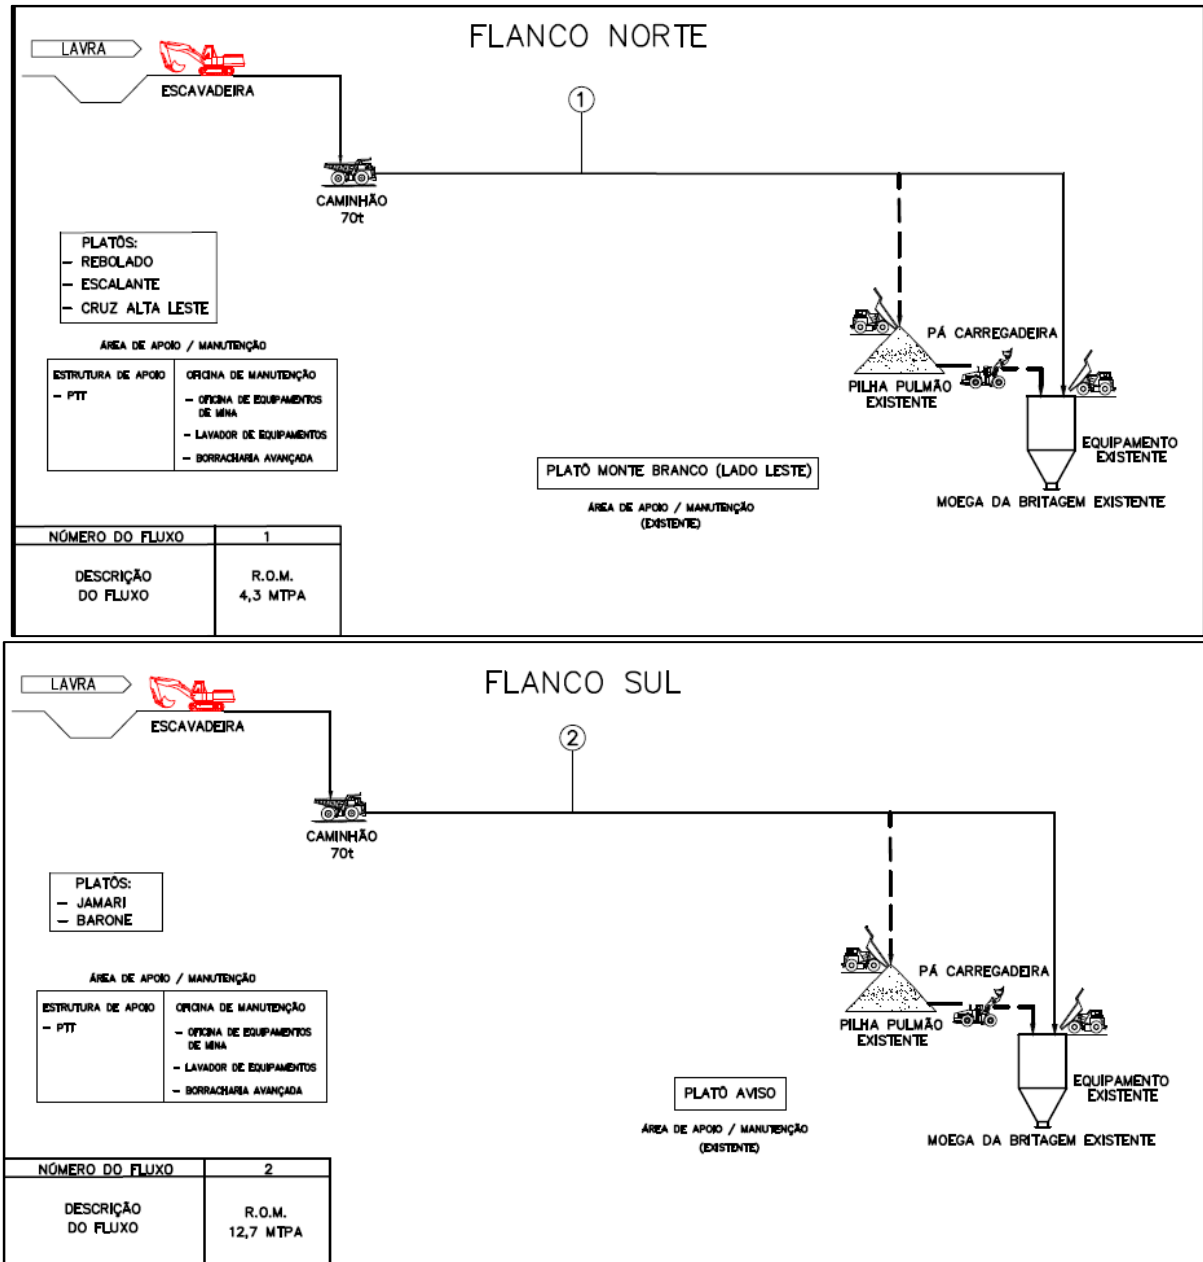 FLANCO NORTE
LAVRA
ESCAVADEIRA
1
CAMINHÃO
70t
PLATÔS:
– REBOLADO
– ESCALANTE
– CRUZ ALTA LESTE
ÁREA DE APOIO / MANUTENÇÃO
ESTRUTURA DE APOIO
– PTT
OFICINA DE MANUTENÇÃO
– OFICINA DE EQUIPAMENTOS
DE MINA
– LAVADOR DE EQUIPAMENTOS
– BORRACHARIA AVANÇADA
PÁ CARREGADEIRA
PILHA PULMÃO
EXISTENTE
EQUIPAMENTO
EXISTENTE
MOEGA DA BRITAGEM EXISTENTE
PLATÔ MONTE BRANCO (LADO LESTE)
ÁREA DE APOIO / MANUTENÇÃO
(EXISTENTE)
NÚMERO DO FLUXO 1
DESCRIÇÃO
DO FLUXO
R.O.M.
4,3 MTPA
FLANCO SUL
LAVRA
ESCAVADEIRA
2
CAMINHÃO
70t
PLATÔS:
– JAMARI
– BARONE
ÁREA DE APOIO / MANUTENÇÃO
ESTRUTURA DE APOIO
– PTT
OFICINA DE MANUTENÇÃO
– OFICINA DE EQUIPAMENTOS
DE MINA
– LAVADOR DE EQUIPAMENTOS
– BORRACHARIA AVANÇADA
PÁ CARREGADEIRA
PILHA PULMÃO
EXISTENTE
EQUIPAMENTO
EXISTENTE
MOEGA DA BRITAGEM EXISTENTE
PLATÔ AVISO
ÁREA DE APOIO / MANUTENÇÃO
(EXISTENTE)
NÚMERO DO FLUXO 2
DESCRIÇÃO
DO FLUXO
R.O.M.
12,7 MTPA